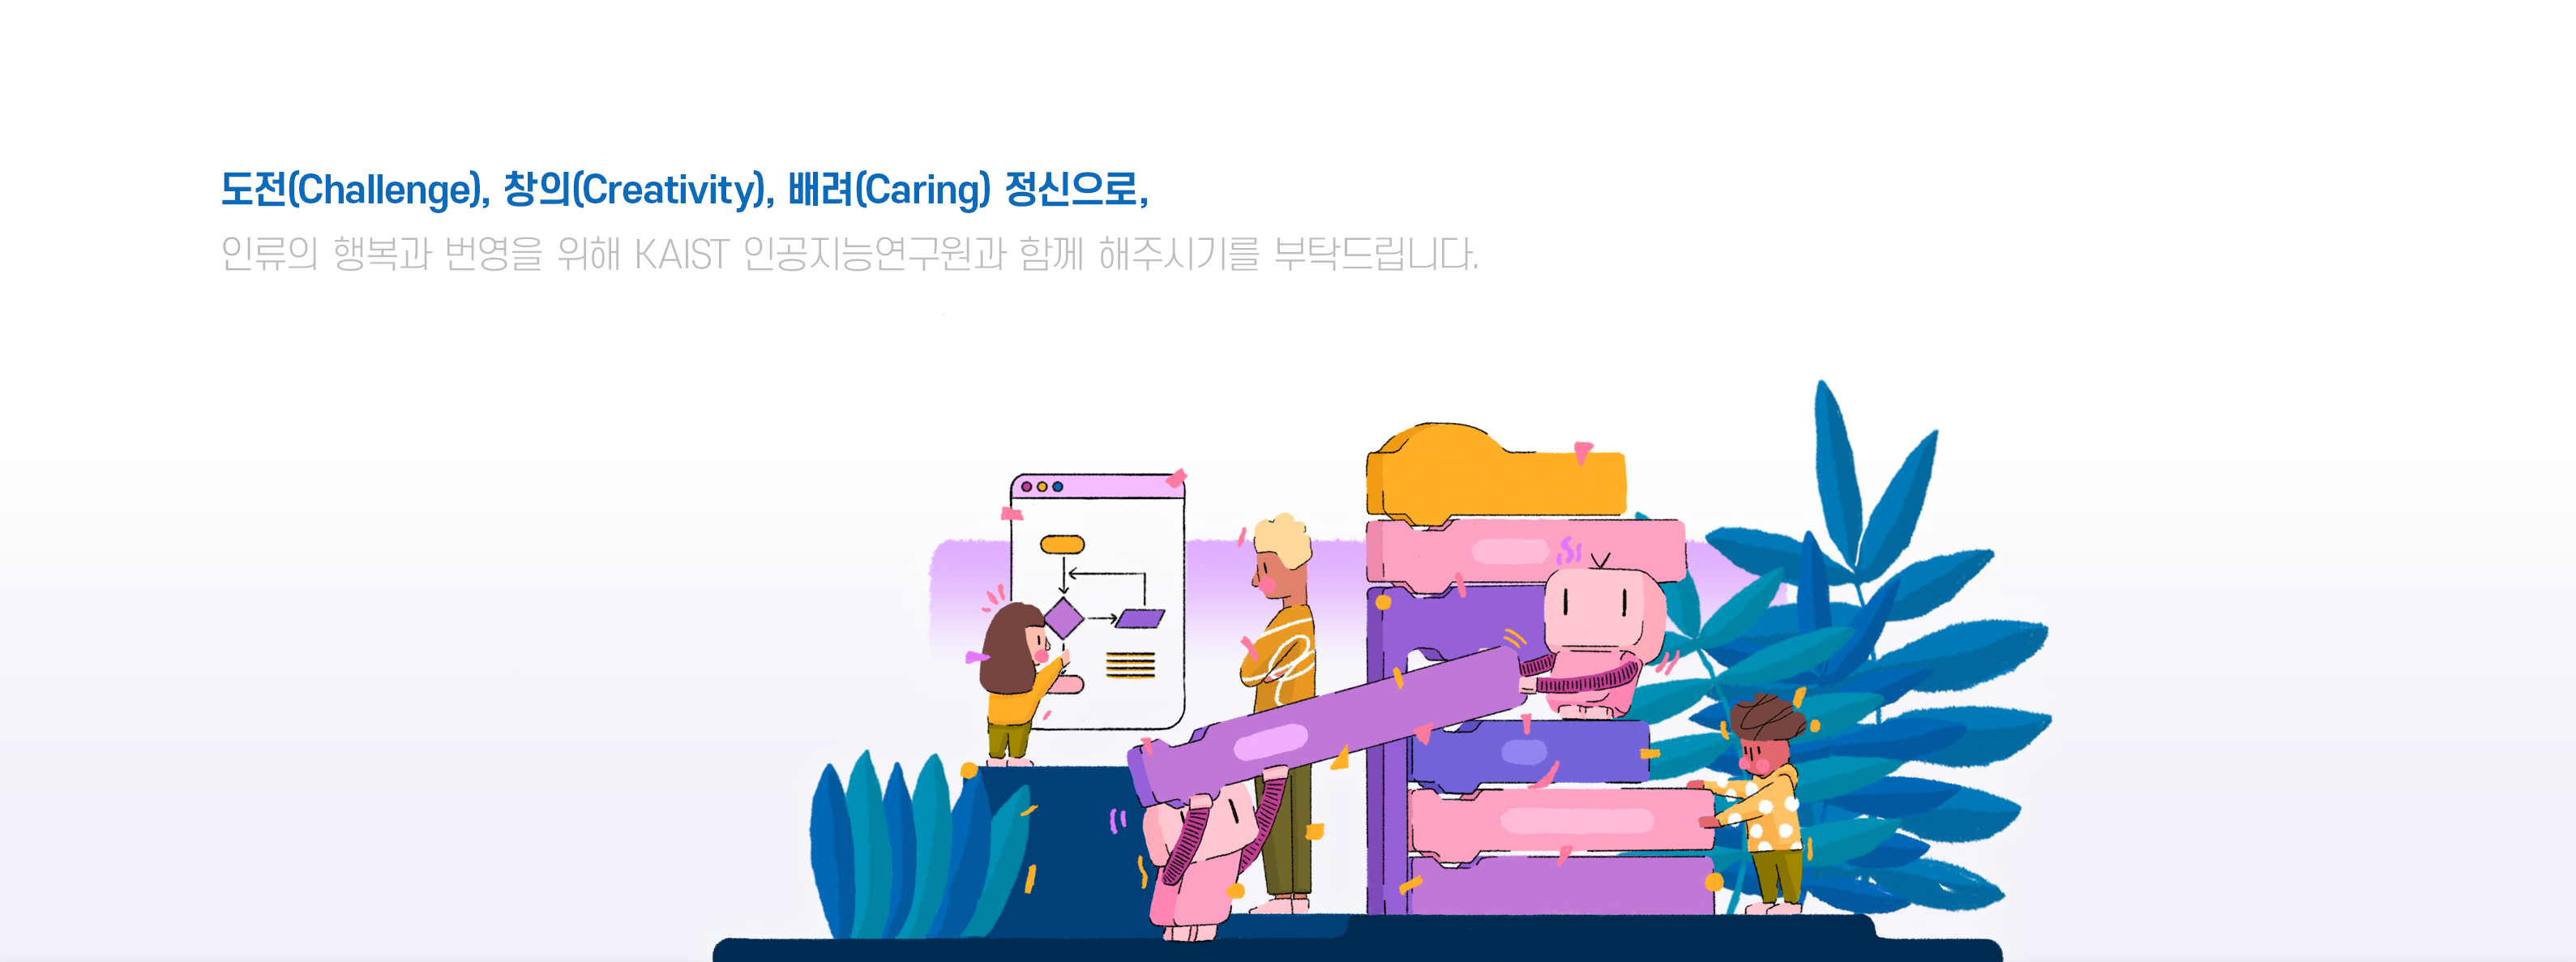 도전(Challenge), 창의(Creativity), 배려(Caring) 정신으로,
인류의 행복과 번영을 위해 KAIST 인공지능연구원과 함께 해주시기를 부탁드립니다.